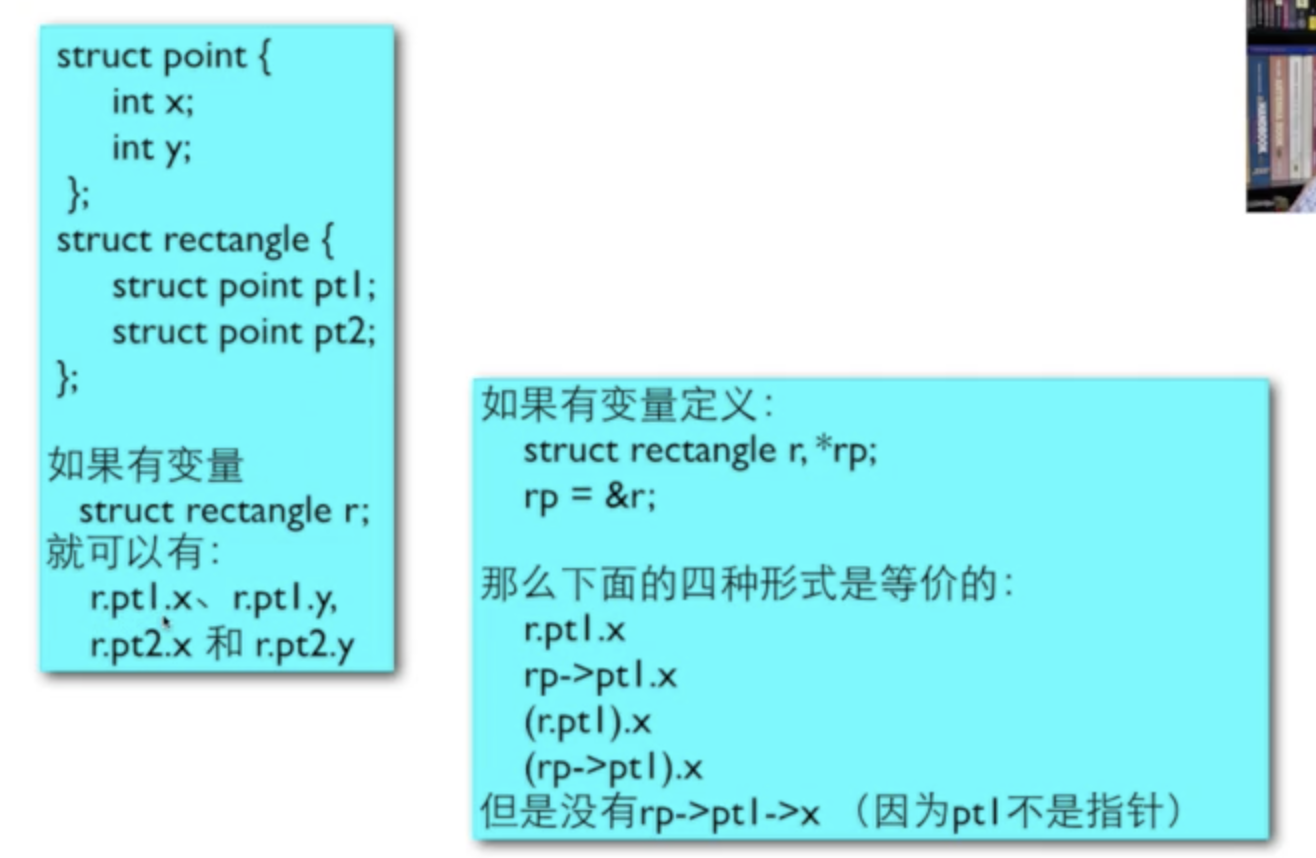 struct point {
int x;
int y;
};
struct rectangle {
struct point pt1;
struct point pt2;
};
如果有变量
struct rectangle r;
就可以有：
r.pt1.x、r.pt1.y,
r.pt2.x 和 r.pt2.y
HANDBOOK
如果有变量定义：
struct rectangle r, *rp;
rp = &r;
那么下面的四种形式是等价的：
r.pt1.x
rp->pt1.x
(r.pt1).x
(rp->pt1).x
但是没有rp->pt1->x （因为pt1不是指针）